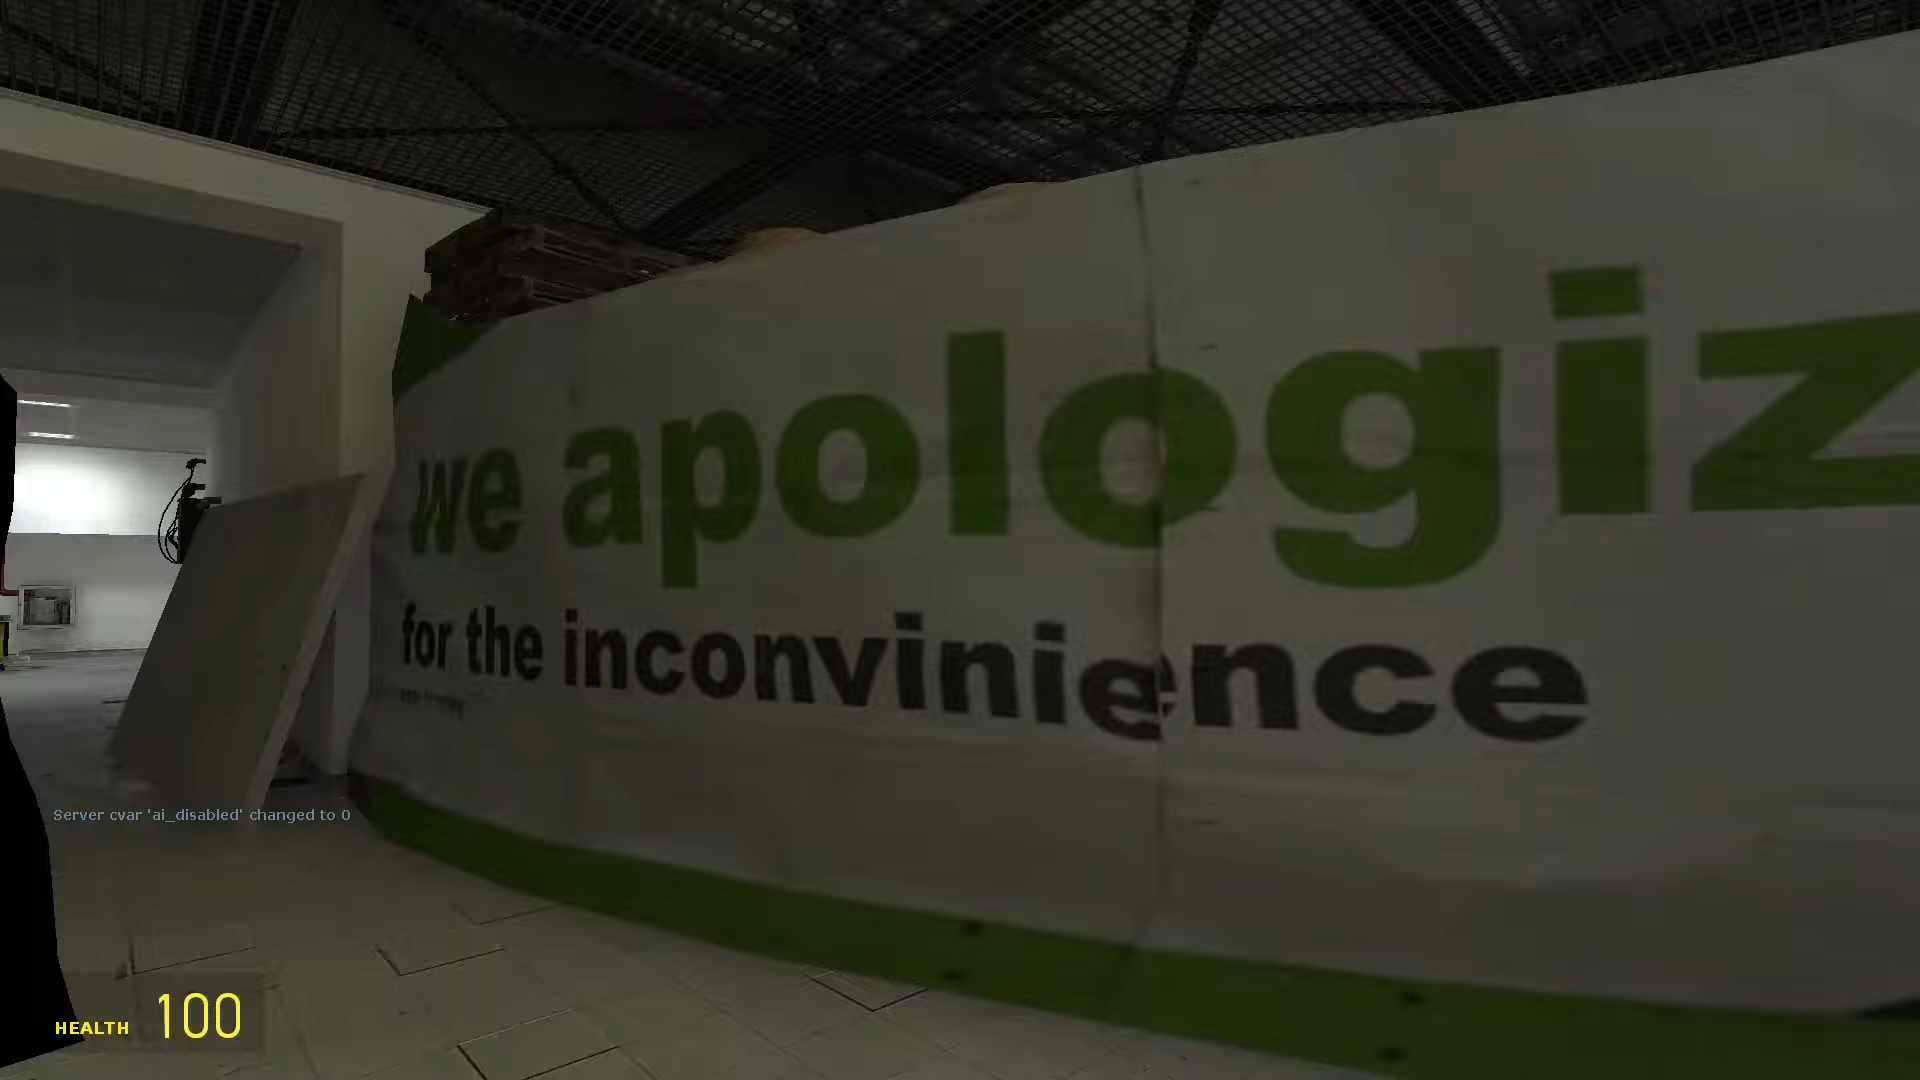 we apologiz
for the inconvinience
Server cvar 'ai_disabled' changed to 0
HEALTH 100